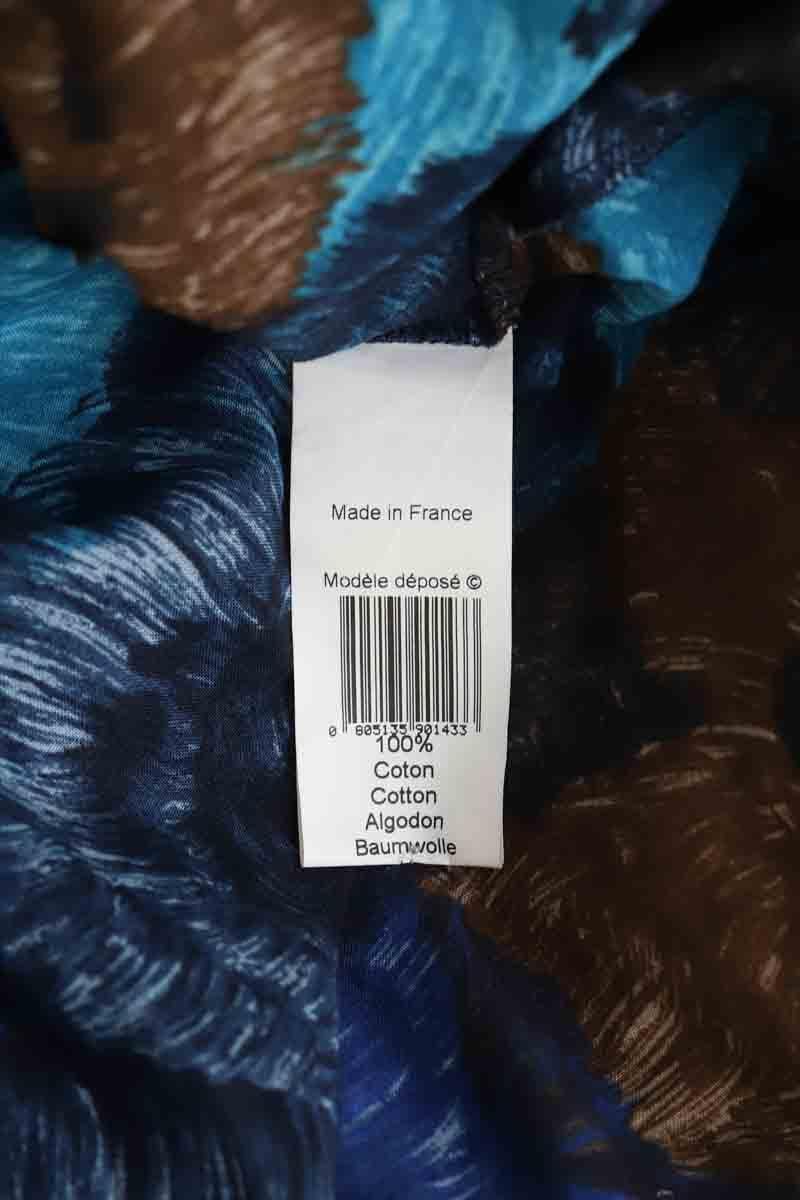 Made in France
Modèle déposé ©
0 805135 901433
100%
Coton
Cotton
Algodon
Baumwolle